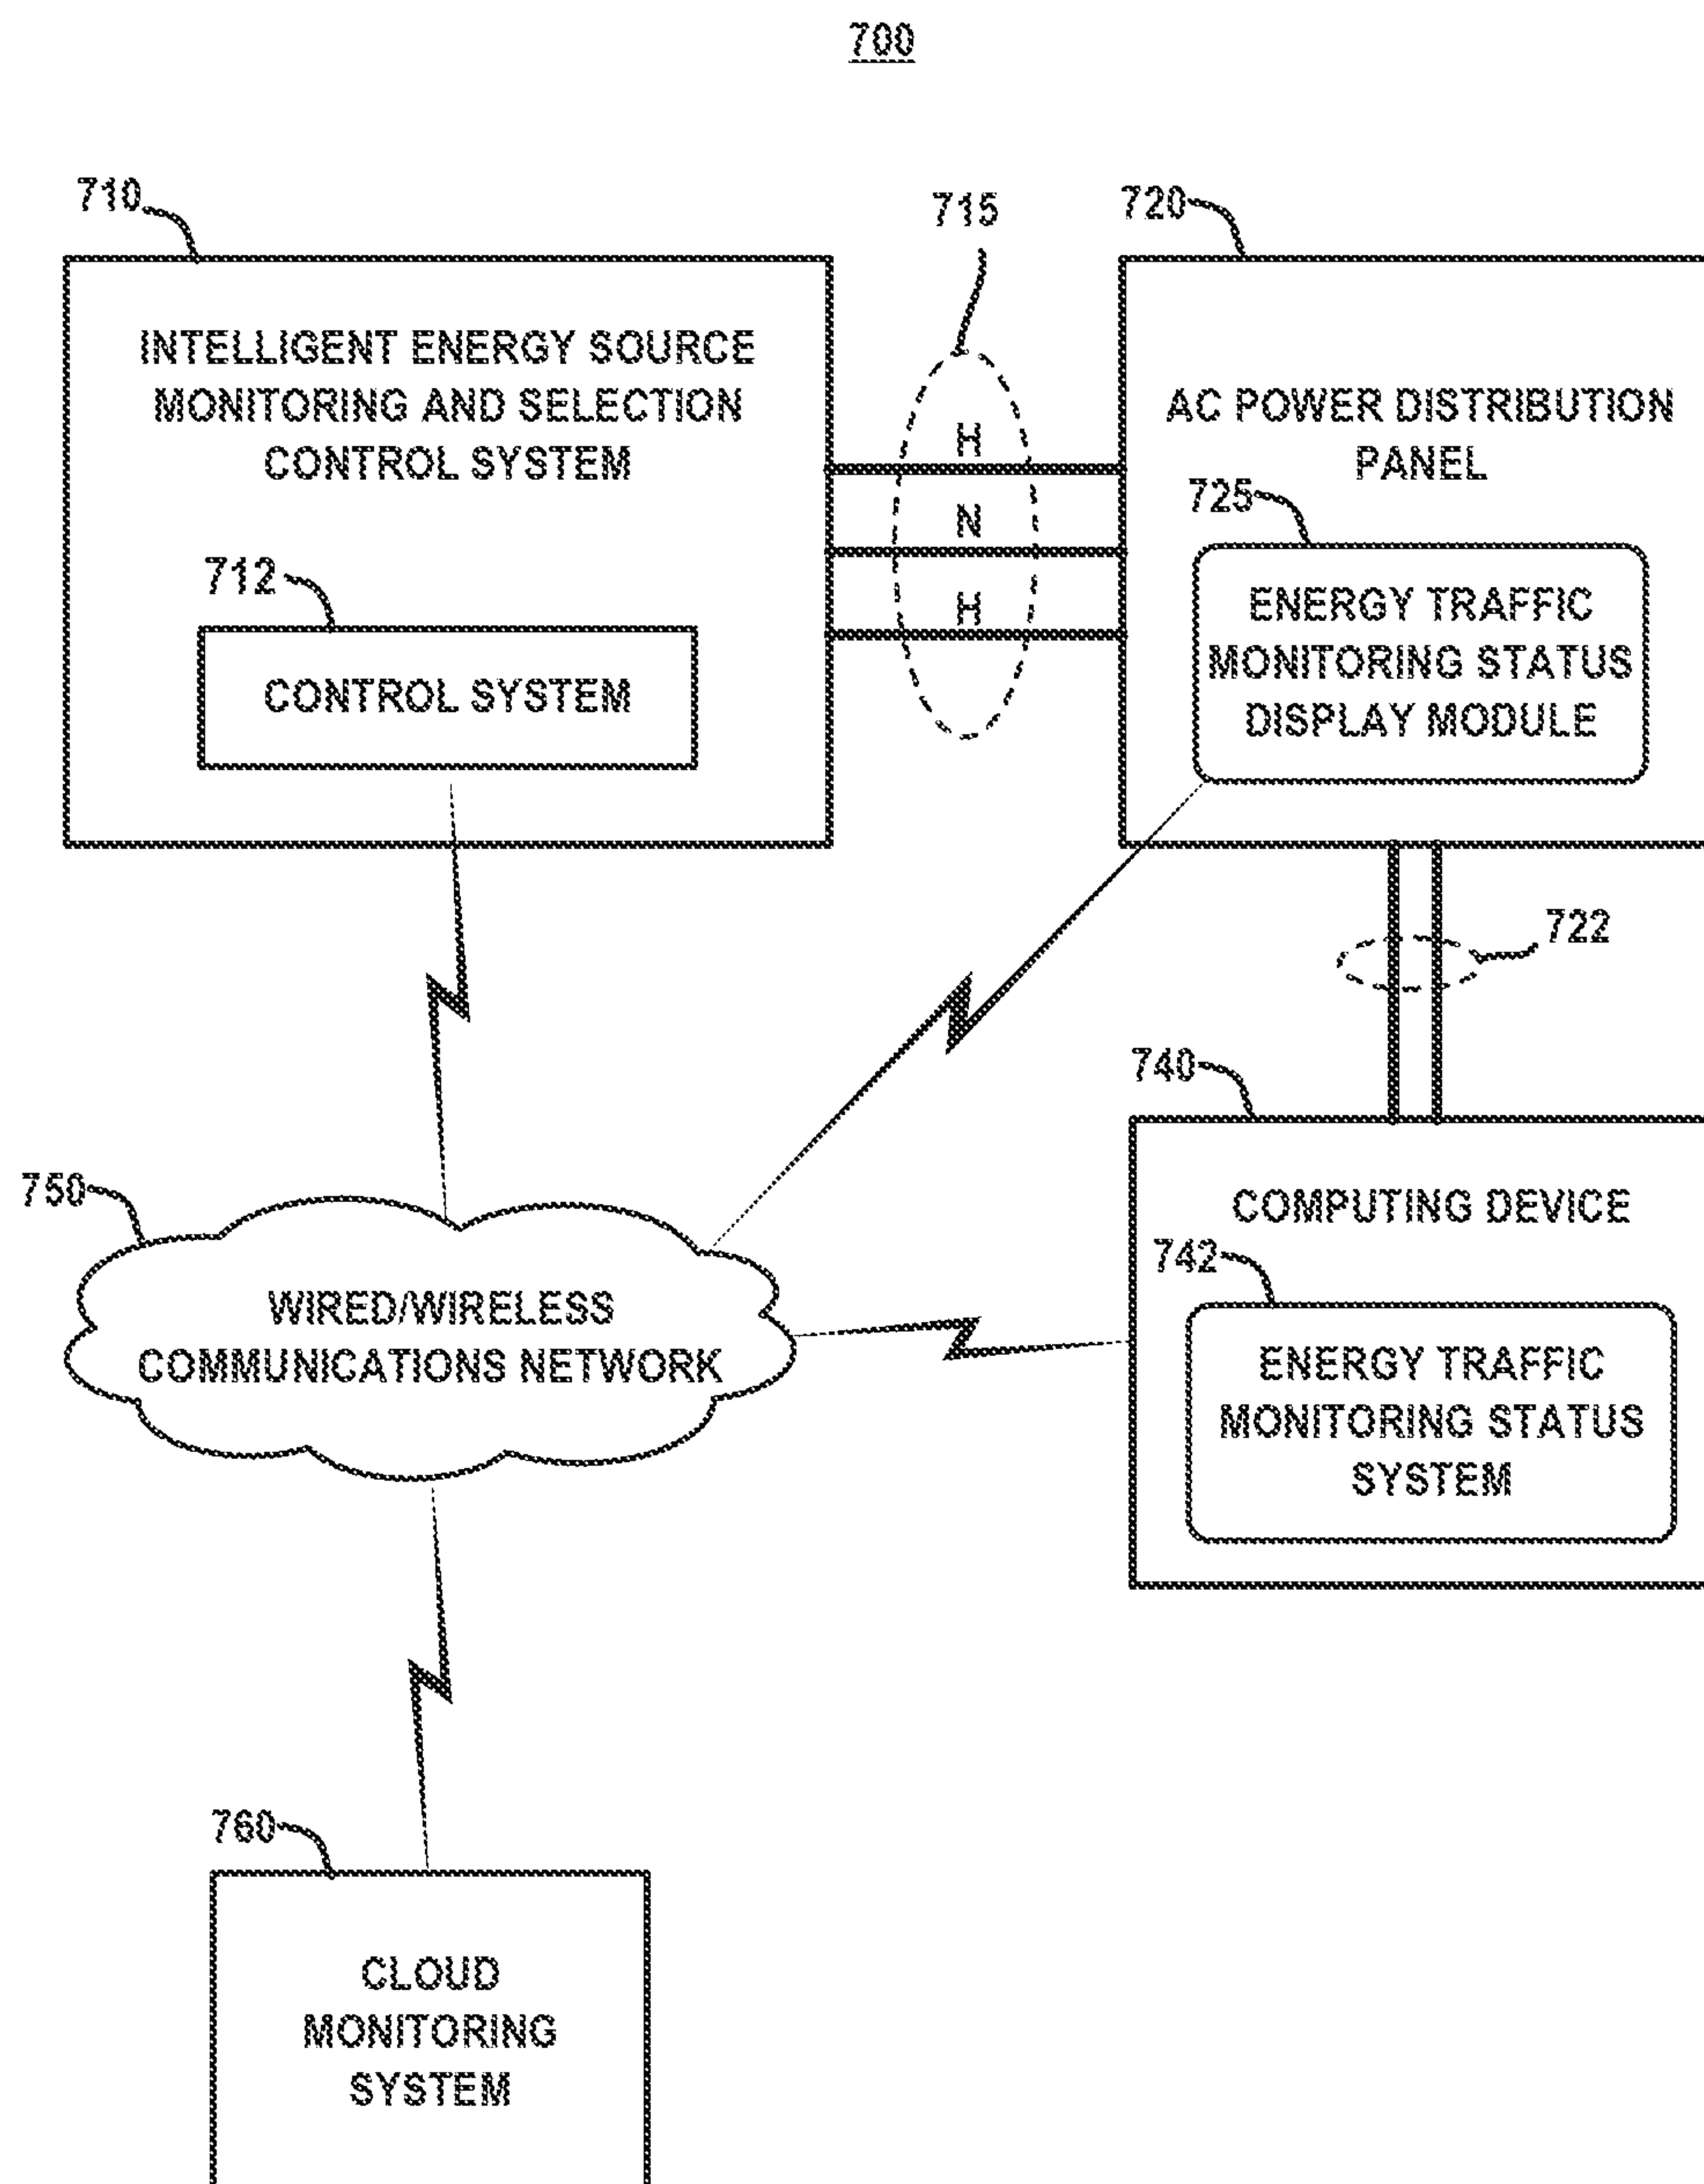 700
710
715
720
INTELLIGENT ENERGY SOURCE
MONITORING AND SELECTION
CONTROL SYSTEM
712
CONTROL SYSTEM
H
N
H
AC POWER DISTRIBUTION
PANEL
725
ENERGY TRAFFIC
MONITORING STATUS
DISPLAY MODULE
722
740
COMPUTING DEVICE
742
ENERGY TRAFFIC
MONITORING STATUS
SYSTEM
750
WIRED/WIRELESS
COMMUNICATIONS NETWORK
760
CLOUD
MONITORING
SYSTEM